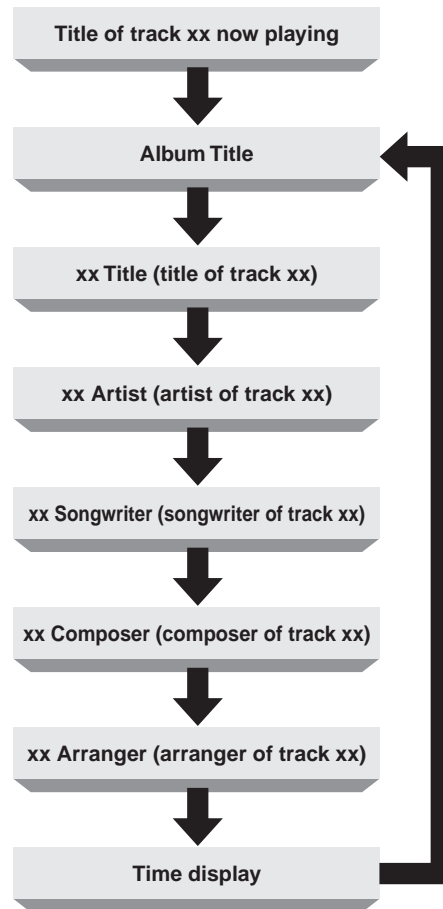 Title of track xx now playing
Album Title
xx Title (title of track xx)
xx Artist (artist of track xx)
xx Songwriter (songwriter of track xx)
xx Composer (composer of track xx)
xx Arranger (arranger of track xx)
Time display